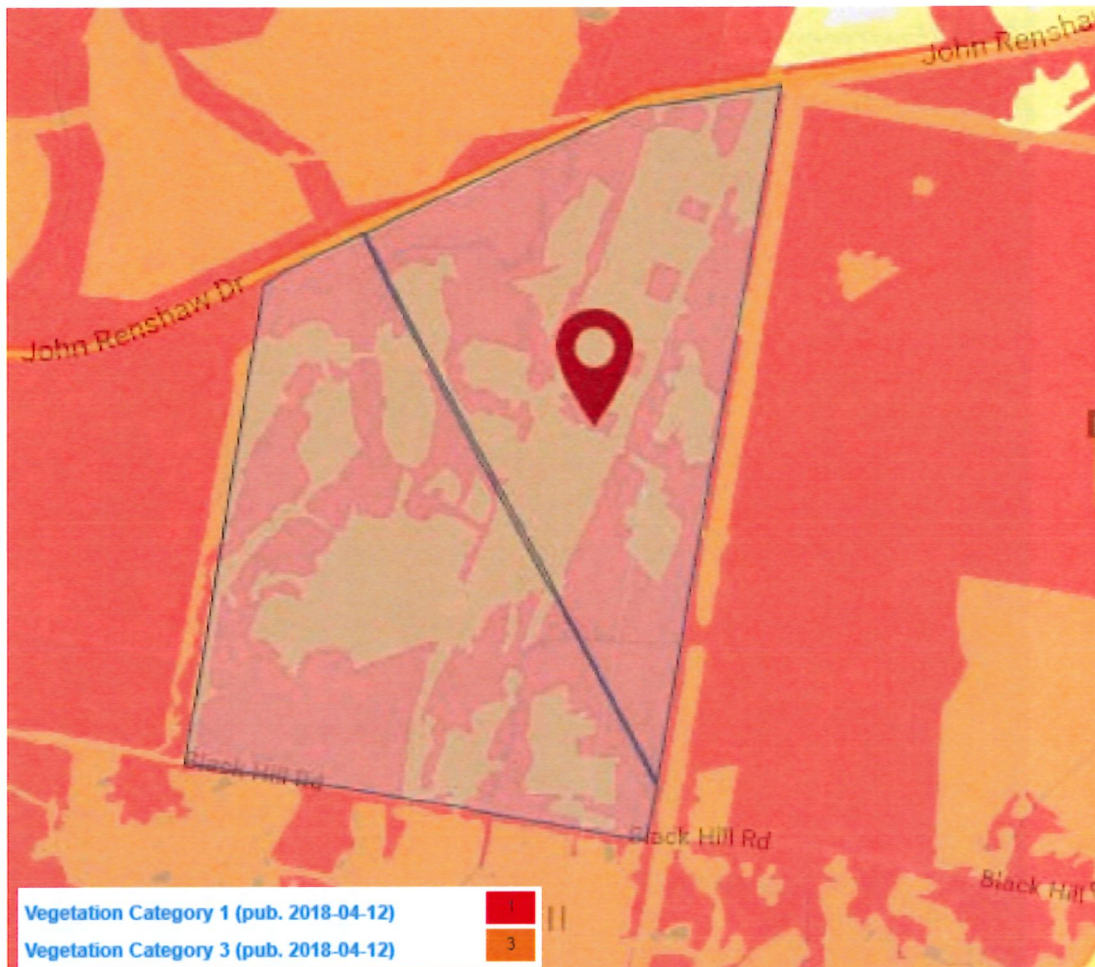 John Rensha
John Renshaw Dr
Black Hill Rd
Black Hill Rd
Black Hill
Vegetation Category 1 (pub. 2018-04-12) 1
Vegetation Category 3 (pub. 2018-04-12) 3